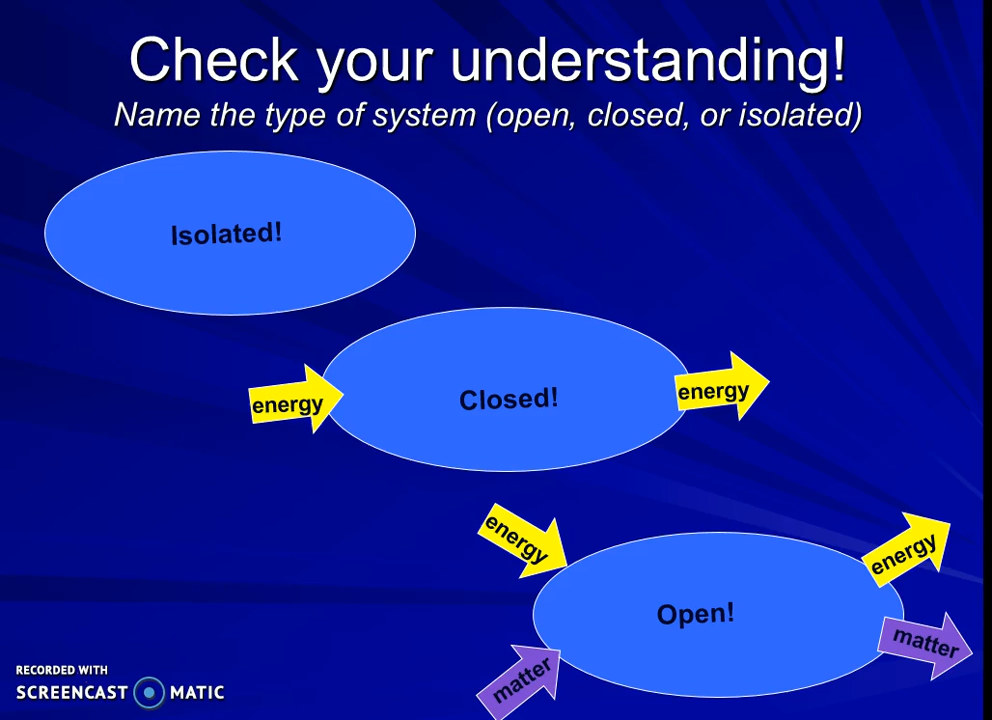 Check your understanding!
Name the type of system (open, closed, or isolated)
Isolated!
energy
Closed!
energy
energy
energy
Open!
matter
matter
RECORDED WITH
SCREENCAST MATIC